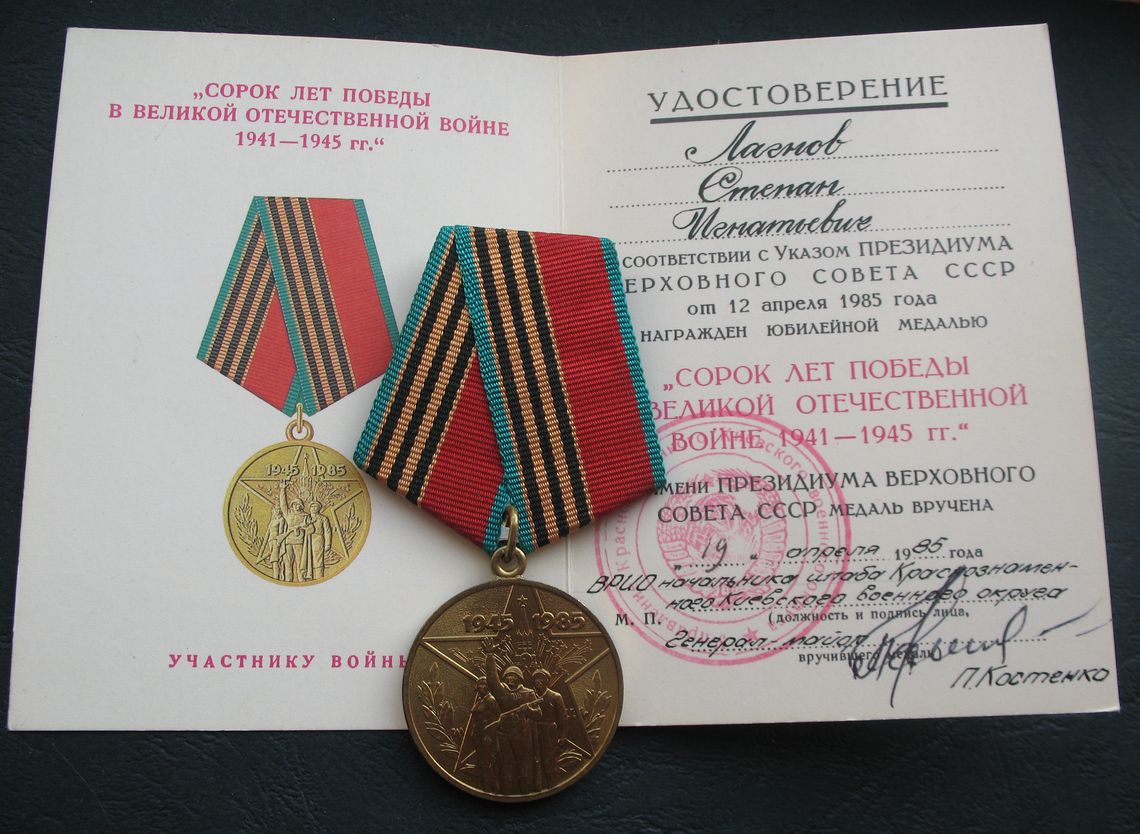 „СОРОК ЛЕТ ПОБЕДЫ
В ВЕЛИКОЙ ОТЕЧЕСТВЕННОЙ ВОЙНЕ
1941—1945 гг.“
1945 1985
УЧАСТНИКУ ВОЙНЫ
1945 1985
УДОСТОВЕРЕНИЕ
Лагнов
Степан
Игнатьевич
СООТВЕТСТВИИ с Указом ПРЕЗИДИУМА
ЕРХОВНОГО СОВЕТА СССР
от 12 апреля 1985 года
НАГРАЖДЕН ЮБИЛЕЙНОЙ МЕДАЛЬЮ
„СОРОК ЛЕТ ПОБЕДЫ
ВЕЛИКОЙ ОТЕЧЕСТВЕННОЙ
ВОЙНЕ 1941—1945 гг.“
имени ПРЕЗИДИУМА ВЕРХОВНОГО
СОВЕТА СССР МЕДАЛЬ ВРУЧЕНА
„19“ апреля 1985 года
ВРИО начальника штаба Краснознамен-
ного Киевского военного округа
М. П. (должность и подпись лица,
генерал-майор
вручившего медаль)
П. Костенко